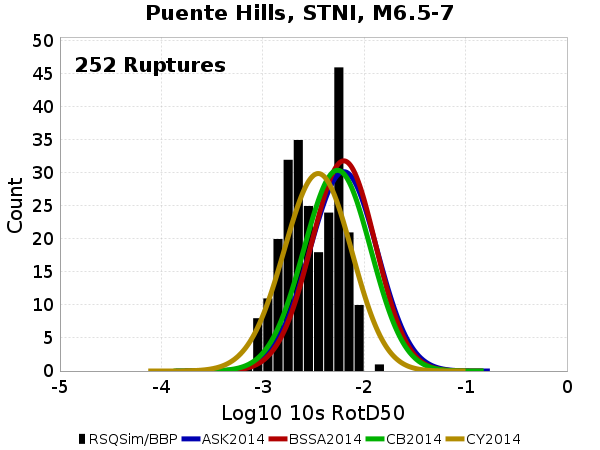 Puente Hills, STNI, M6.5-7
252 Ruptures
Count
50
45
40
35
30
25
20
15
10
5
0
-5 -4 -3 -2 -1 0
Log10 10s RotD50
RSQSim/BBP ASK2014 BSSA2014 CB2014 CY2014